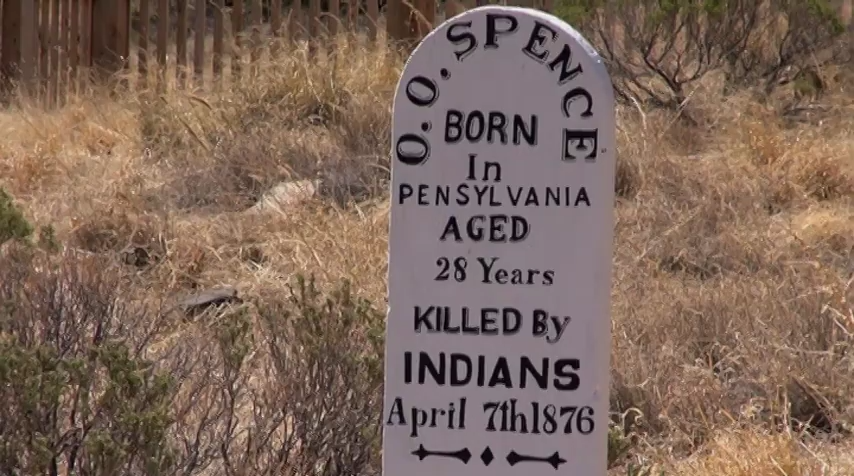 O.O. SPENCE
BORN
In
PENSYLVANIA
AGED
28 Years
KILLED By
INDIANS
April 7th1876